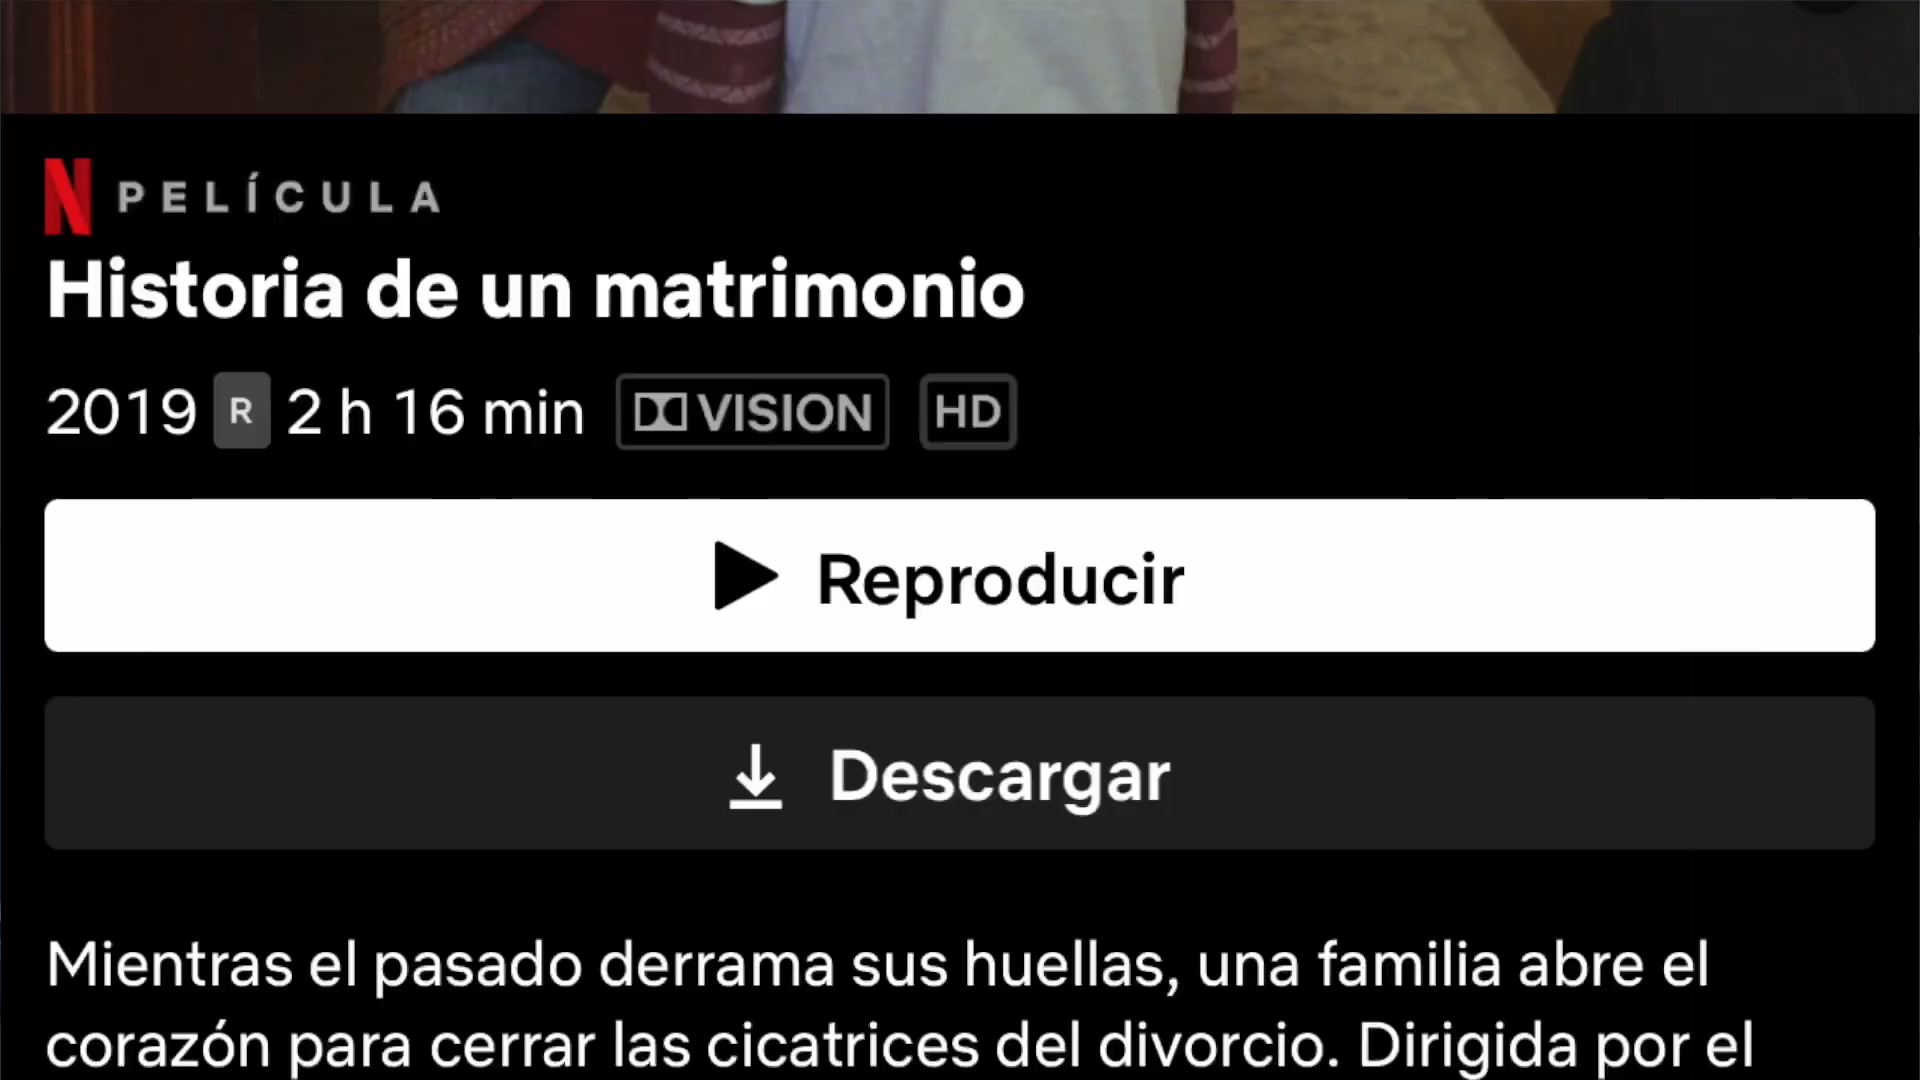 N PELÍCULA
Historia de un matrimonio
2019 R 2 h 16 min VISION HD
Reproducir
Descargar
Mientras el pasado derrama sus huellas, una familia abre el
corazón para cerrar las cicatrices del divorcio. Dirigida por el